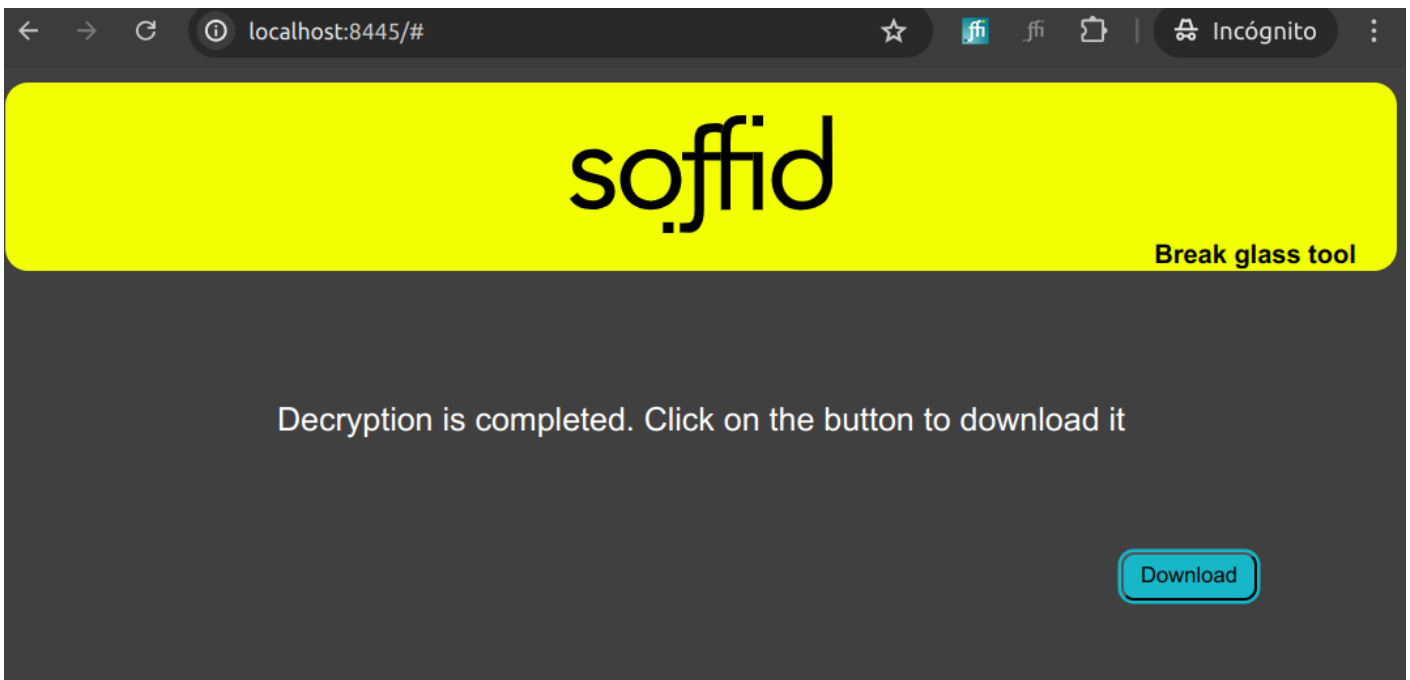 localhost:8445/#
Incógnito
soffid
Break glass tool
Decryption is completed. Click on the button to download it
Download